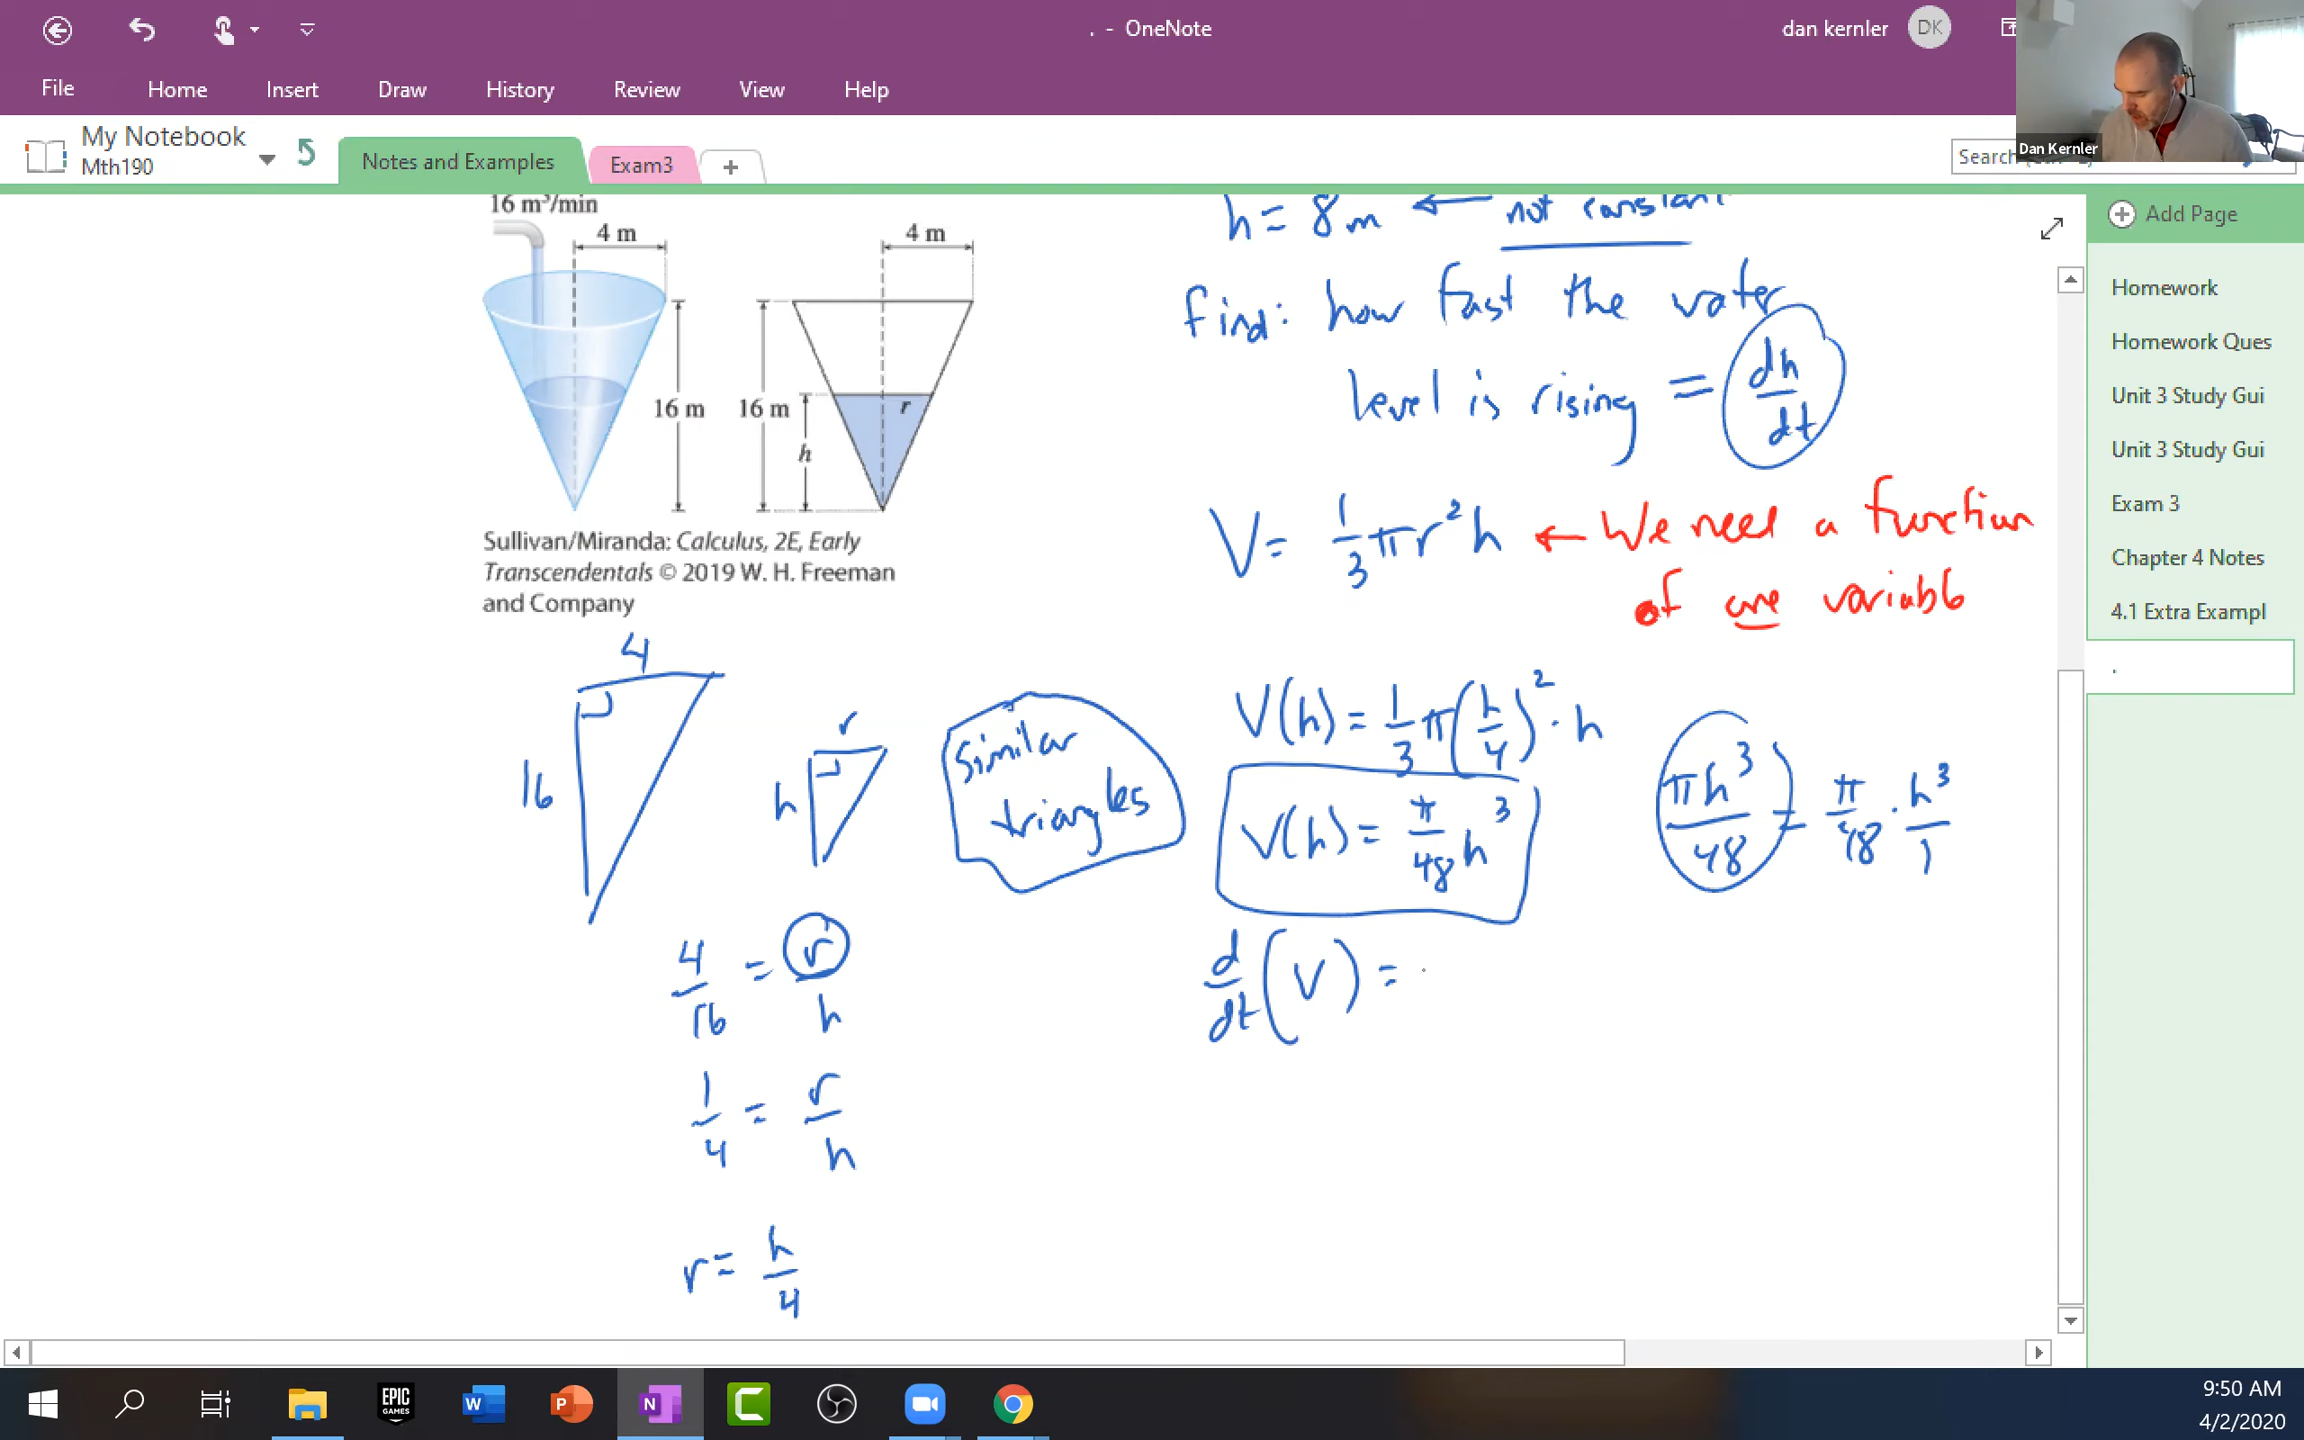 . - OneNote
dan kernler
DK
File Home Insert Draw History Review View Help
My Notebook
Mth190
Notes and Examples
Exam3
+
Search
Dan Kernler
Add Page
Homework
Homework Ques
Unit 3 Study Gui
Unit 3 Study Gui
Exam 3
Chapter 4 Notes
4.1 Extra Exampl
.
16 m³/min
4 m
4 m
16 m
16 m
r
h
Sullivan/Miranda: Calculus, 2E, Early
Transcendentals © 2019 W. H. Freeman
and Company
h = 8m ← not constant
find: how fast the water
level is rising = dh/dt
V = 1/3 πr²h ← We need a function
of one variable
4
16
r
h
Similar
triangles
V(h) = 1/3 π(h/4)² · h
V(h) = π/48 h³
πh³/48 = π/48 · h³/1
d/dt (V) =
4/16 = r/h
1/4 = r/h
r = h/4
EPIC
GAMES
W
P
N
C
9:50 AM
4/2/2020